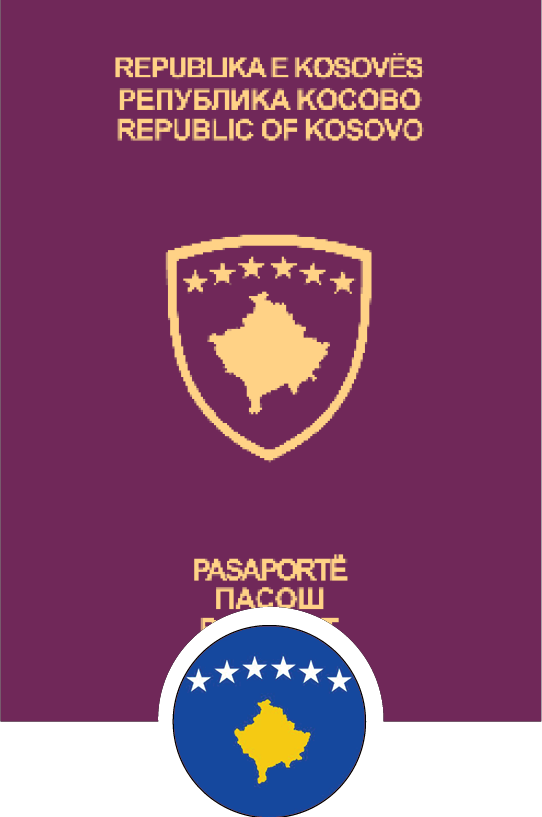 REPUBLIKA E KOSOVËS
РЕПУБЛИКА КОСОВО
REPUBLIC OF KOSOVO
PASAPORTË
ПАСОШ